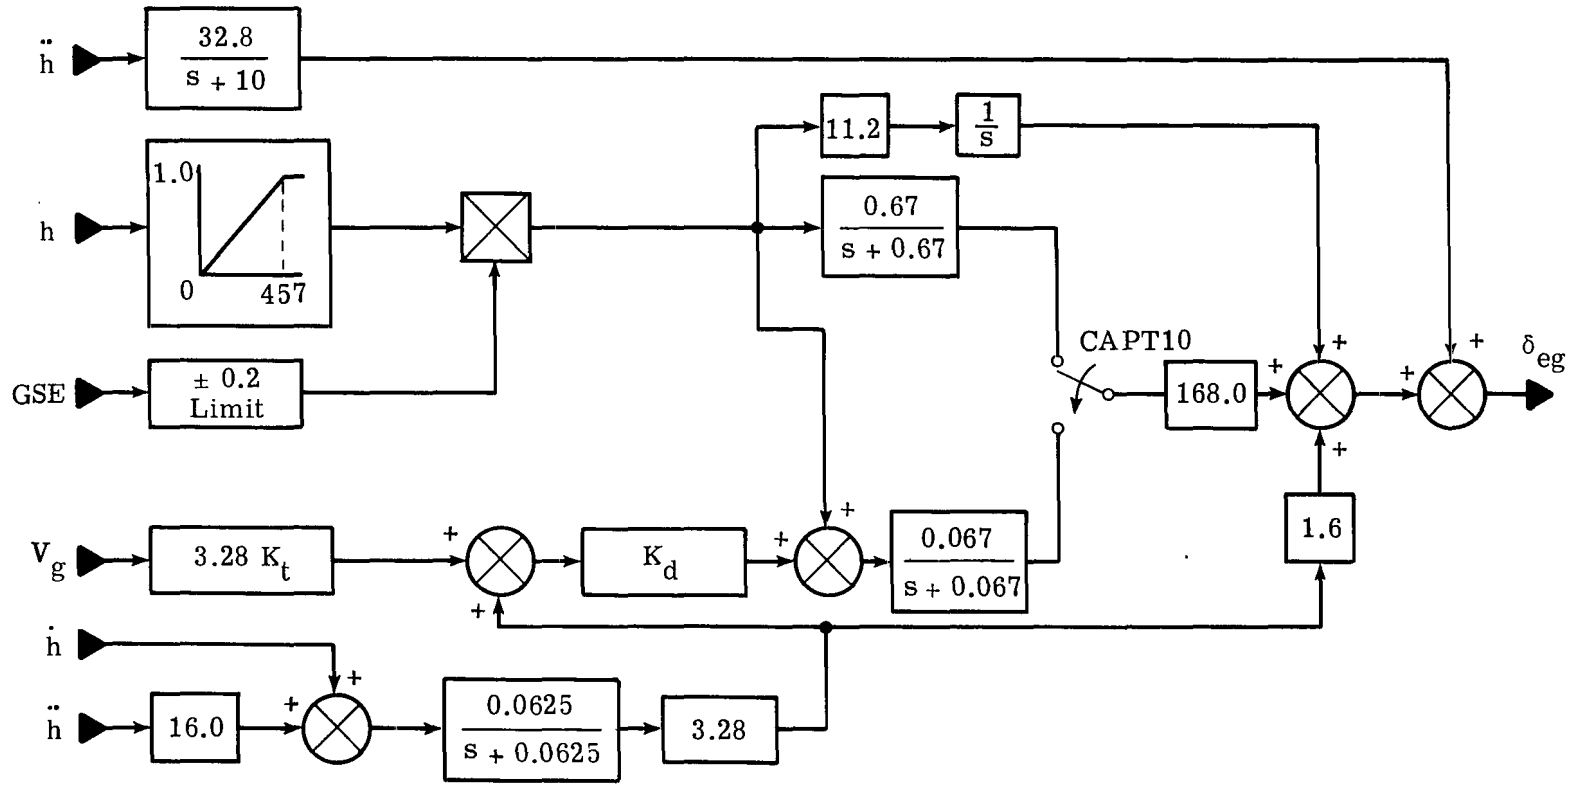 ḧ
32.8
s + 10
11.2
1
s
h
1.0
0
457
0.67
s + 0.67
GSE
± 0.2
Limit
CAPT10
168.0
+
+
+
+
+
δeg
1.6
Vg
3.28 Kt
+
+
Kd
+
+
0.067
s + 0.067
ḣ
ḧ
16.0
+
+
0.0625
s + 0.0625
3.28